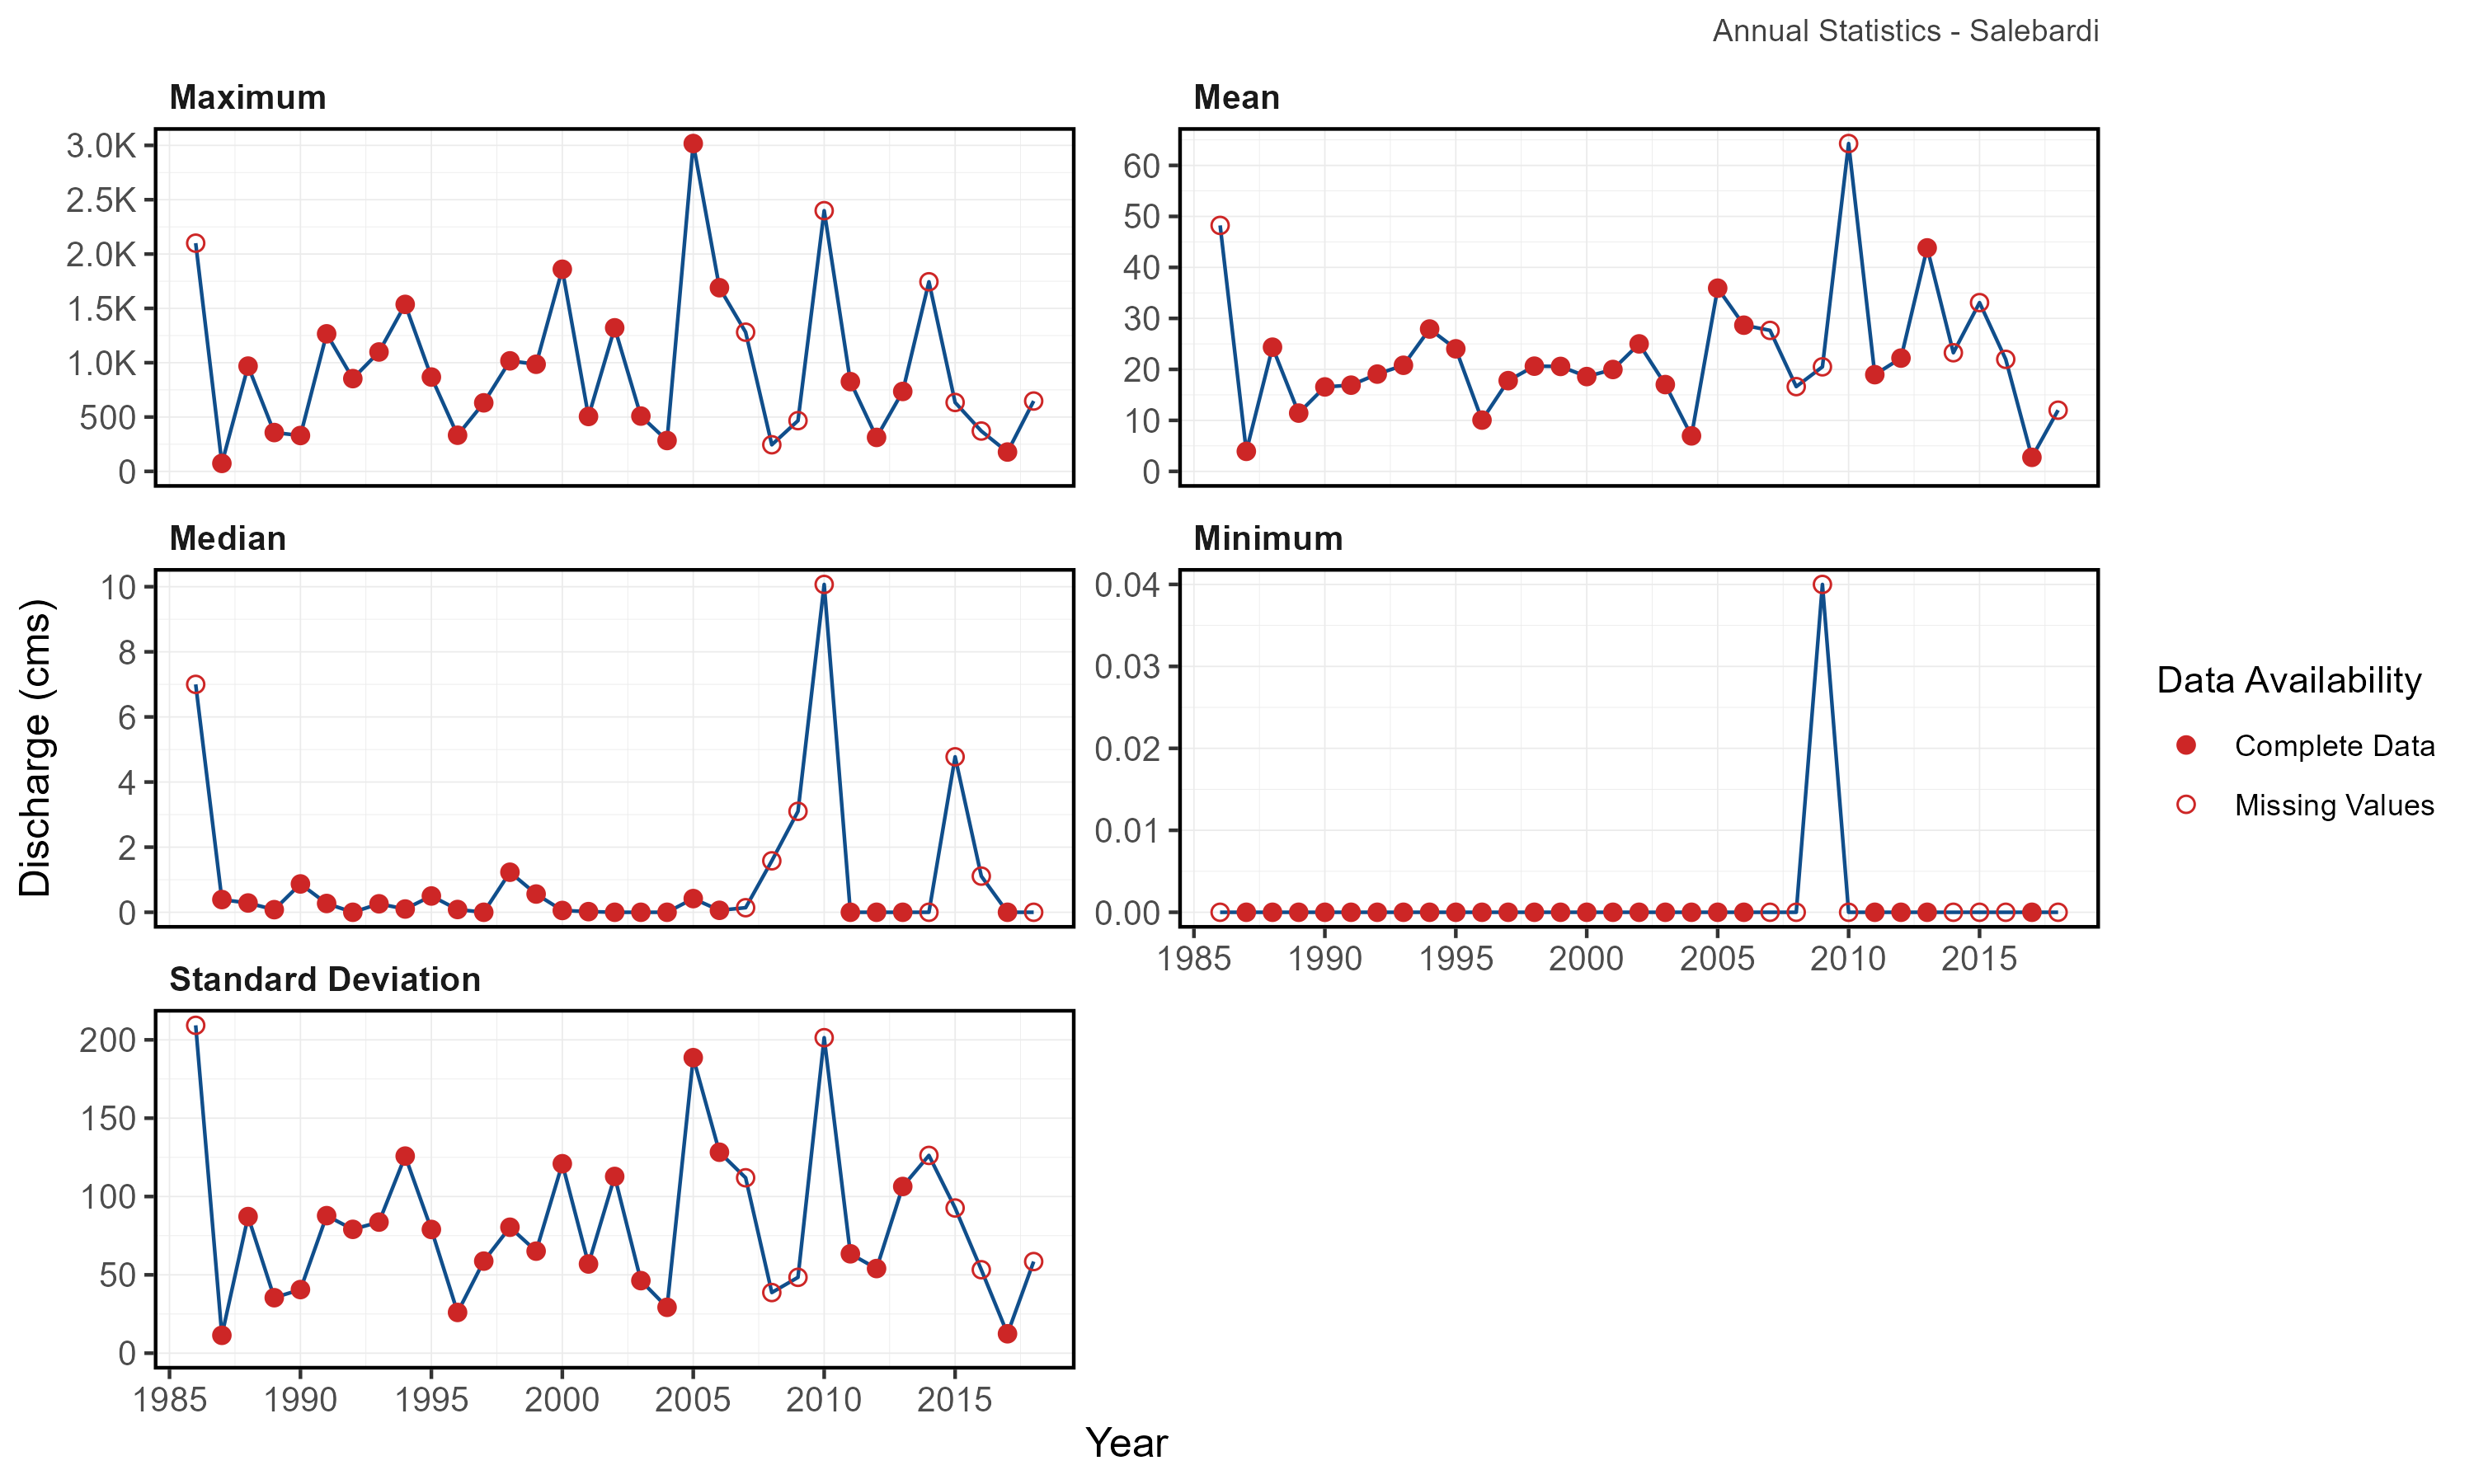 Annual Statistics - Salebardi
Maximum
3.0K
2.5K
2.0K
1.5K
1.0K
500
0
Mean
60
50
40
30
20
10
0
Discharge (cms)
Median
10
8
6
4
2
0
Minimum
0.04
0.03
0.02
0.01
0.00
1985 1990 1995 2000 2005 2010 2015
Standard Deviation
200
150
100
50
0
1985 1990 1995 2000 2005 2010 2015
Year
Data Availability
Complete Data
Missing Values